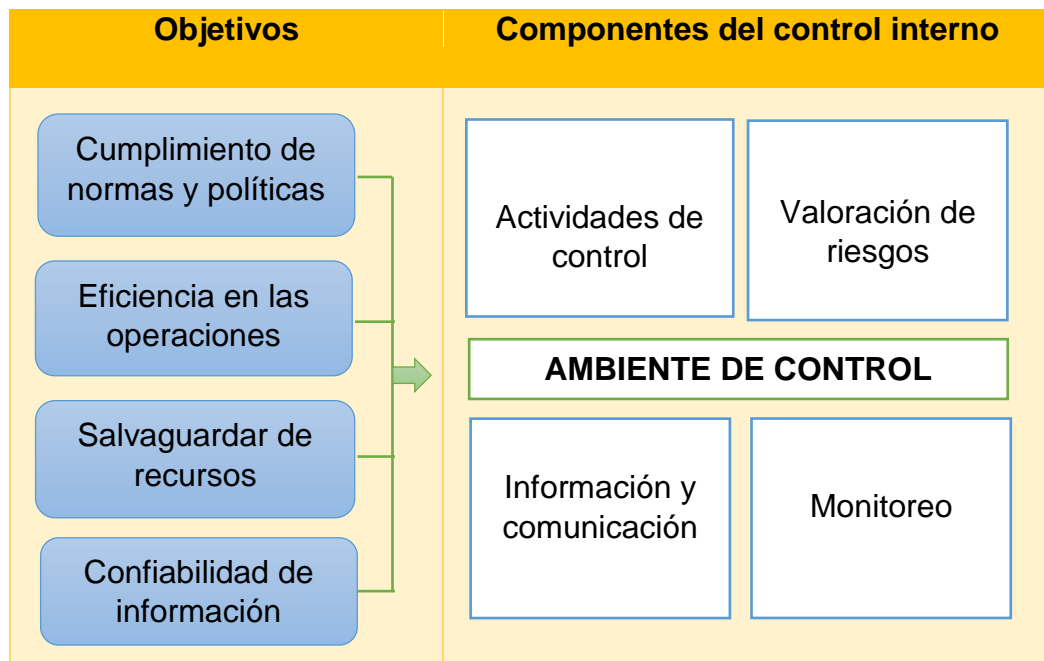 Objetivos
Componentes del control interno
Cumplimiento de
normas y políticas
Eficiencia en las
operaciones
Salvaguardar de
recursos
Confiabilidad de
información
Actividades de
control
Valoración de
riesgos
AMBIENTE DE CONTROL
Información y
comunicación
Monitoreo